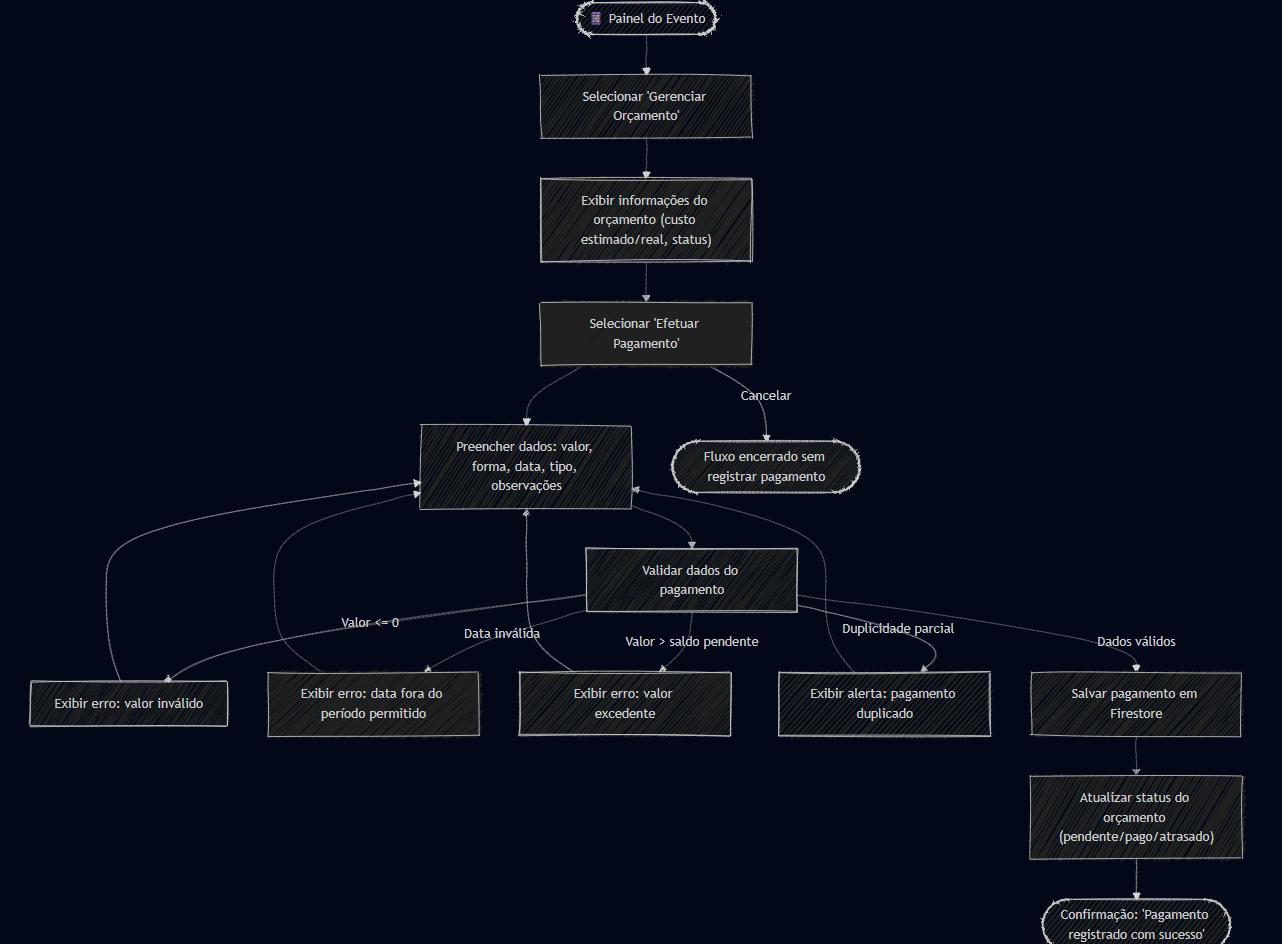 Painel do Evento
Selecionar 'Gerenciar
Orçamento'
Exibir informações do
orçamento (custo
estimado/real, status)
Selecionar 'Efetuar
Pagamento'
Cancelar
Preencher dados: valor,
forma, data, tipo,
observações
Fluxo encerrado sem
registrar pagamento
Validar dados do
pagamento
Valor <= 0
Data inválida
Valor > saldo pendente
Duplicidade parcial
Dados válidos
Exibir erro: valor inválido
Exibir erro: data fora do
período permitido
Exibir erro: valor
excedente
Exibir alerta: pagamento
duplicado
Salvar pagamento em
Firestore
Atualizar status do
orçamento
(pendente/pago/atrasado)
Confirmação: 'Pagamento
registrado com sucesso'